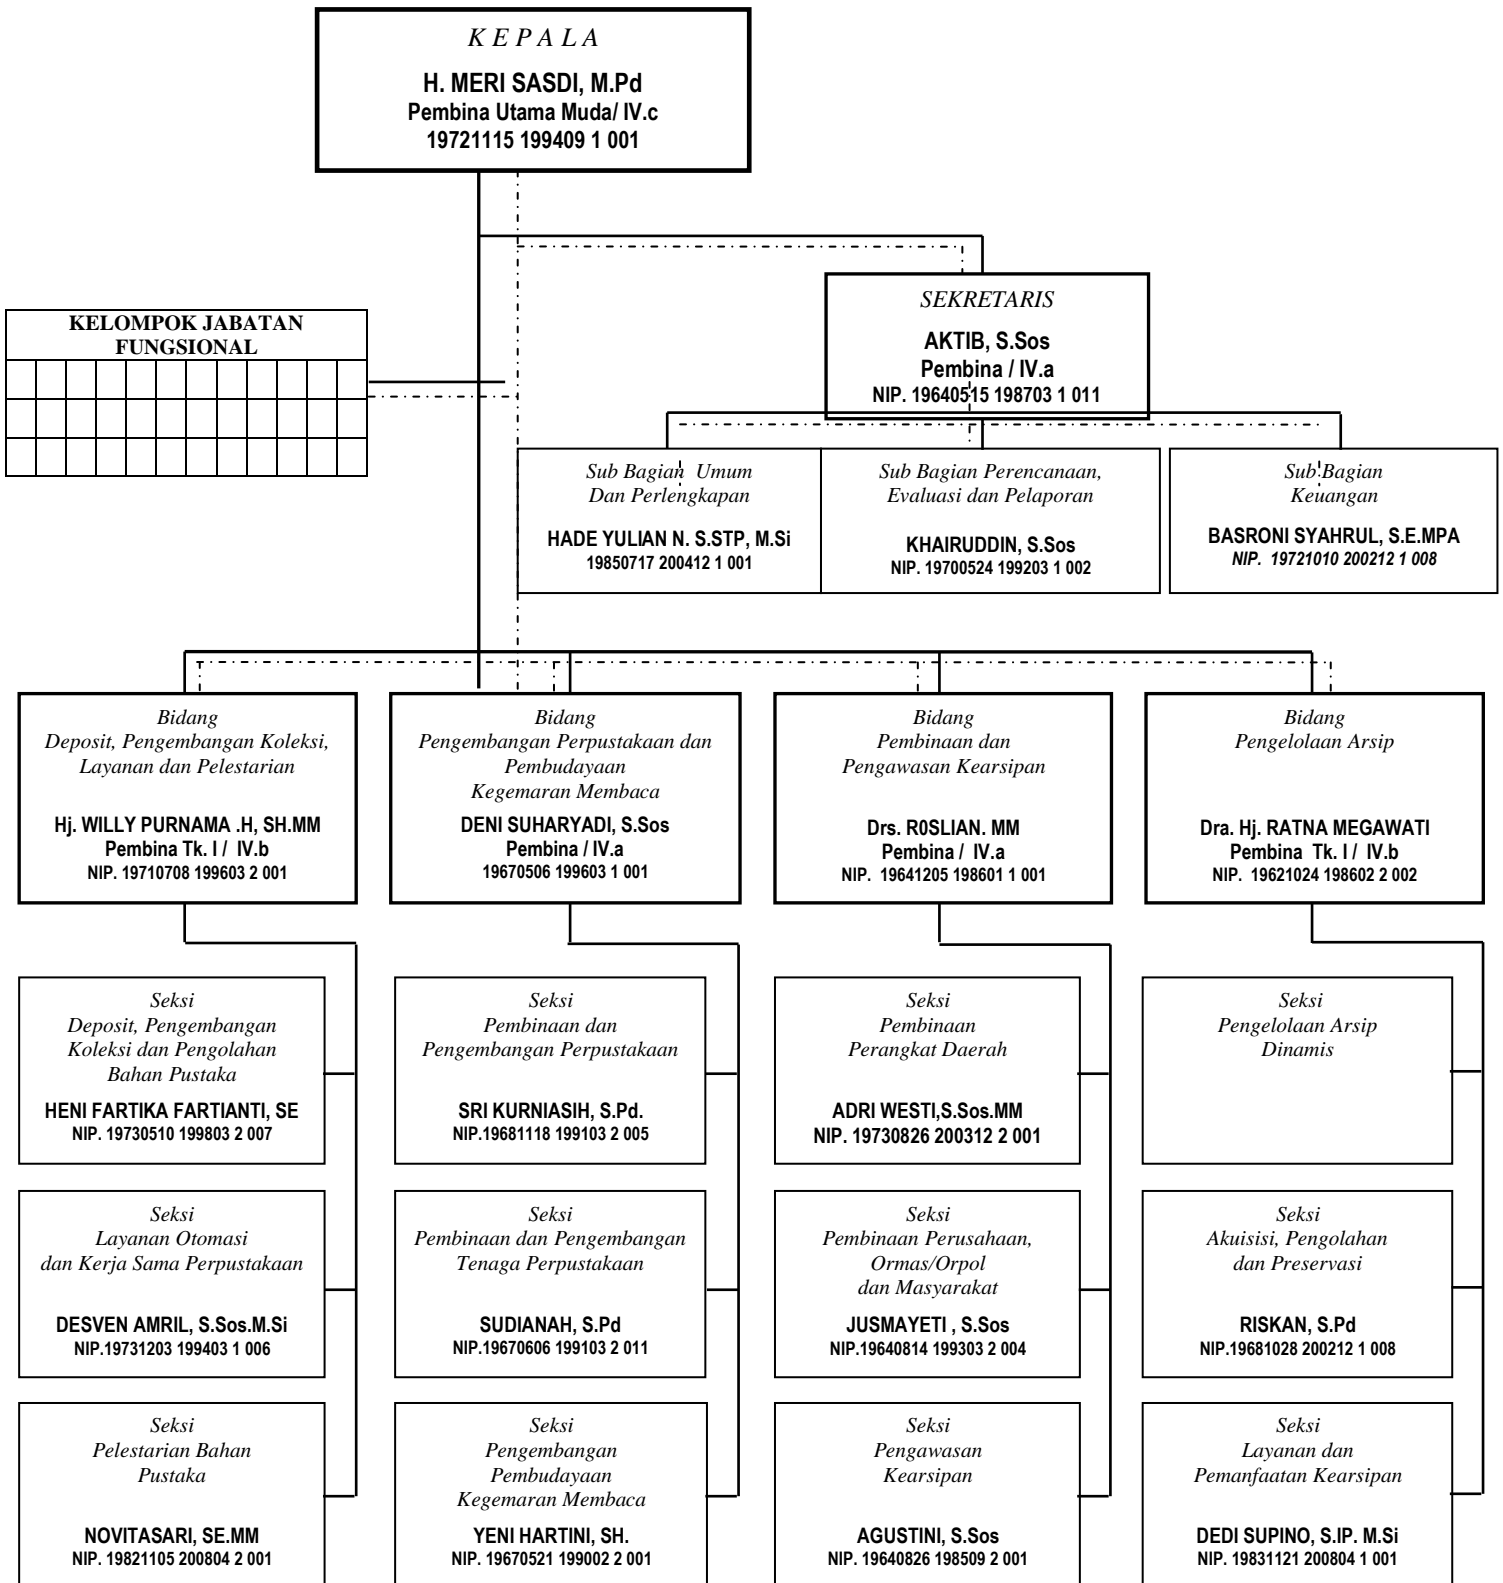 K E P A L A
H. MERI SASDI, M.Pd
Pembina Utama Muda/ IV.c
19721115 199409 1 001
SEKRETARIS
AKTIB, S.Sos
Pembina / IV.a
NIP. 19640515 198703 1 011
KELOMPOK JABATAN
FUNGSIONAL
Sub Bagian Umum
Dan Perlengkapan
HADE YULIAN N. S.STP, M.Si
19850717 200412 1 001
Sub Bagian Perencanaan,
Evaluasi dan Pelaporan
KHAIRUDDIN, S.Sos
NIP. 19700524 199203 1 002
Sub Bagian
Keuangan
BASRONI SYAHRUL, S.E.MPA
NIP. 19721010 200212 1 008
Bidang
Deposit, Pengembangan Koleksi,
Layanan dan Pelestarian
Hj. WILLY PURNAMA .H, SH.MM
Pembina Tk. I / IV.b
NIP. 19710708 199603 2 001
Bidang
Pengembangan Perpustakaan dan
Pembudayaan
Kegemaran Membaca
DENI SUHARYADI, S.Sos
Pembina / IV.a
19670506 199603 1 001
Bidang
Pembinaan dan
Pengawasan Kearsipan
Drs. R0SLIAN. MM
Pembina / IV.a
NIP. 19641205 198601 1 001
Bidang
Pengelolaan Arsip
Dra. Hj. RATNA MEGAWATI
Pembina Tk. I / IV.b
NIP. 19621024 198602 2 002
Seksi
Deposit, Pengembangan
Koleksi dan Pengolahan
Bahan Pustaka
HENI FARTIKA FARTIANTI, SE
NIP. 19730510 199803 2 007
Seksi
Pembinaan dan
Pengembangan Perpustakaan
SRI KURNIASIH, S.Pd.
NIP.19681118 199103 2 005
Seksi
Pembinaan
Perangkat Daerah
ADRI WESTI,S.Sos.MM
NIP. 19730826 200312 2 001
Seksi
Pengelolaan Arsip
Dinamis
Seksi
Layanan Otomasi
dan Kerja Sama Perpustakaan
DESVEN AMRIL, S.Sos.M.Si
NIP.19731203 199403 1 006
Seksi
Pembinaan dan Pengembangan
Tenaga Perpustakaan
SUDIANAH, S.Pd
NIP.19670606 199103 2 011
Seksi
Pembinaan Perusahaan,
Ormas/Orpol
dan Masyarakat
JUSMAYETI , S.Sos
NIP.19640814 199303 2 004
Seksi
Akuisisi, Pengolahan
dan Preservasi
RISKAN, S.Pd
NIP.19681028 200212 1 008
Seksi
Pelestarian Bahan
Pustaka
NOVITASARI, SE.MM
NIP. 19821105 200804 2 001
Seksi
Pengembangan
Pembudayaan
Kegemaran Membaca
YENI HARTINI, SH.
NIP. 19670521 199002 2 001
Seksi
Pengawasan
Kearsipan
AGUSTINI, S.Sos
NIP. 19640826 198509 2 001
Seksi
Layanan dan
Pemanfaatan Kearsipan
DEDI SUPINO, S.IP. M.Si
NIP. 19831121 200804 1 001